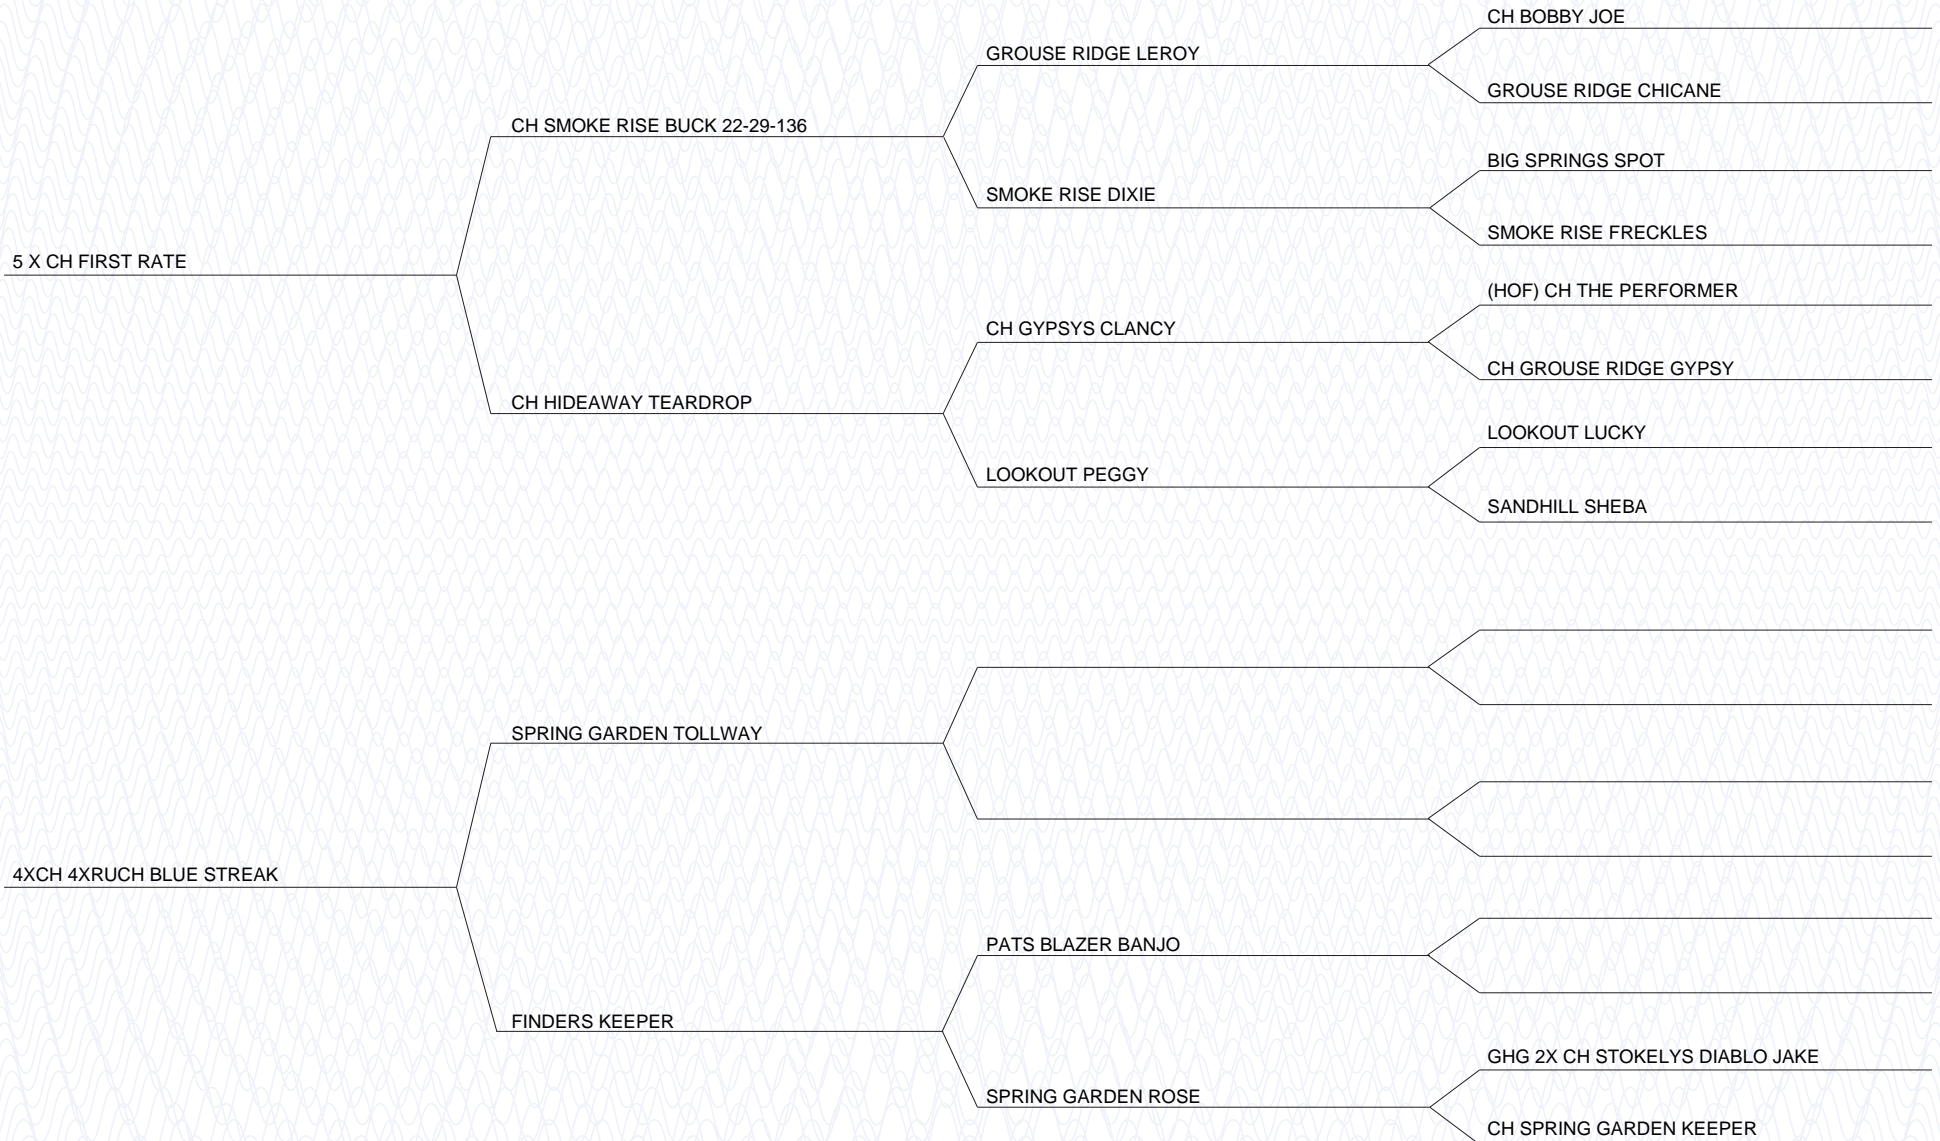 CH BOBBY JOE
GROUSE RIDGE LEROY
GROUSE RIDGE CHICANE
CH SMOKE RISE BUCK 22-29-136
BIG SPRINGS SPOT
SMOKE RISE DIXIE
SMOKE RISE FRECKLES
5 X CH FIRST RATE
(HOF) CH THE PERFORMER
CH GYPSYS CLANCY
CH GROUSE RIDGE GYPSY
CH HIDEAWAY TEARDROP
LOOKOUT LUCKY
LOOKOUT PEGGY
SANDHILL SHEBA
SPRING GARDEN TOLLWAY
4XCH 4XRUCH BLUE STREAK
PATS BLAZER BANJO
FINDERS KEEPER
GHG 2X CH STOKELYS DIABLO JAKE
SPRING GARDEN ROSE
CH SPRING GARDEN KEEPER